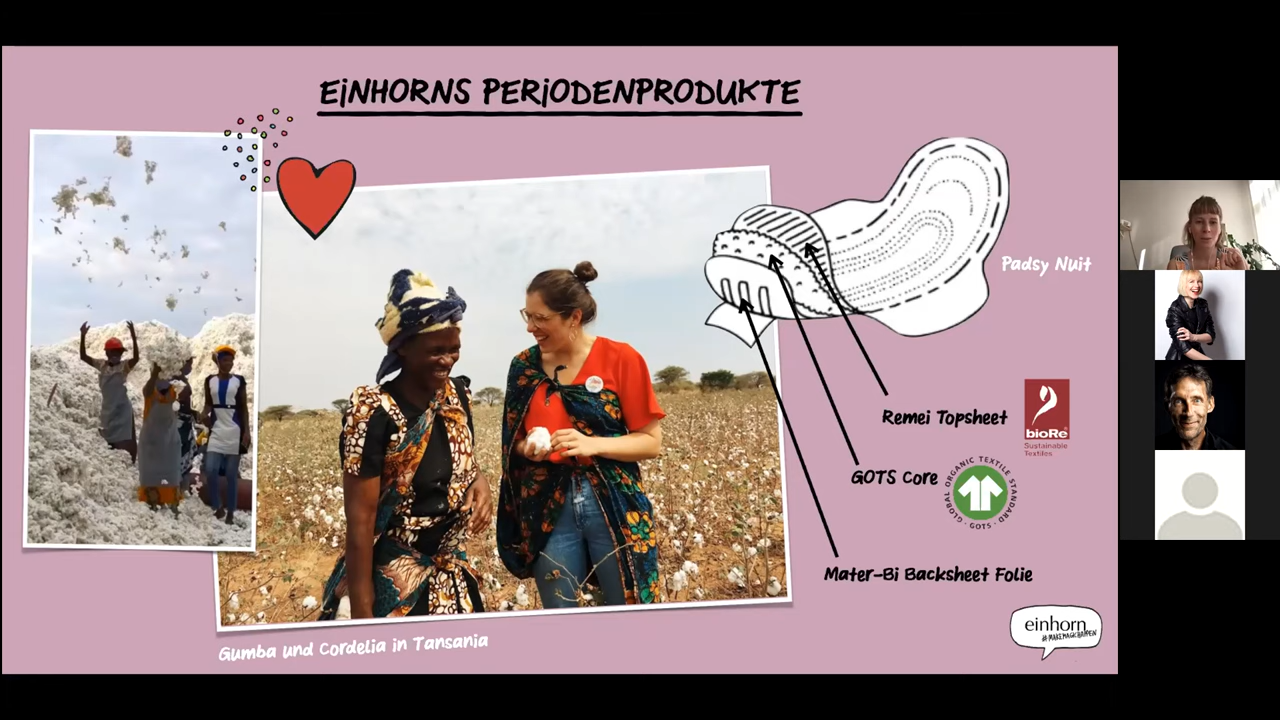 EiNHORNS PERiODENPRODUKTE
Padsy Nuit
Remei Topsheet
bioRe®
Sustainable
Textiles
GOTS Core
GLOBAL ORGANIC TEXTILE STANDARD · GOTS ·
Mater-Bi Backsheet Folie
einhorn
#MAKEMAGICHAPPEN
Gumba und Cordelia in Tansania